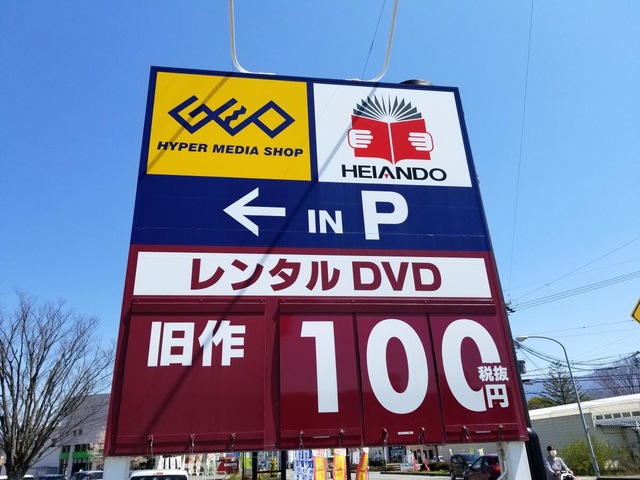 GEO
HYPER MEDIA SHOP
HEIANDO
← IN P
レンタル DVD
旧作 100 税抜
円